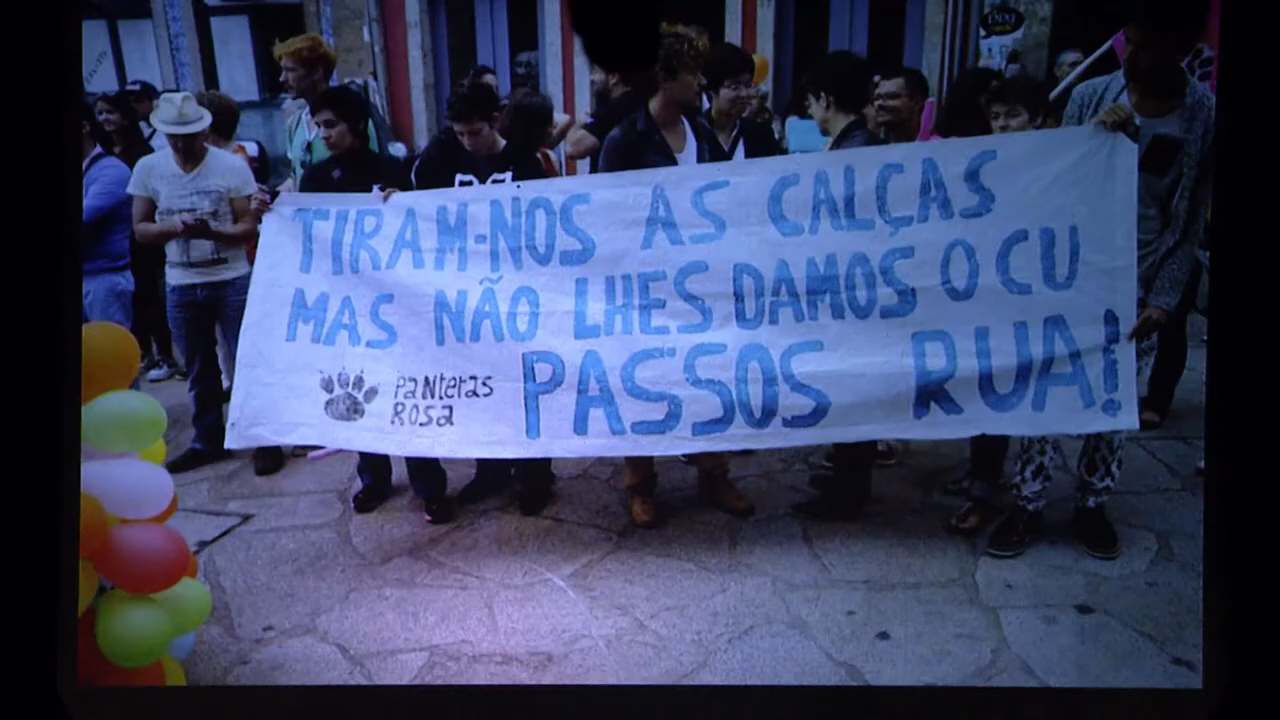 TIRAM-NOS AS CALÇAS
MAS NÃO LHES DAMOS O CU
PASSOS RUA!
PaNteras
ROSa